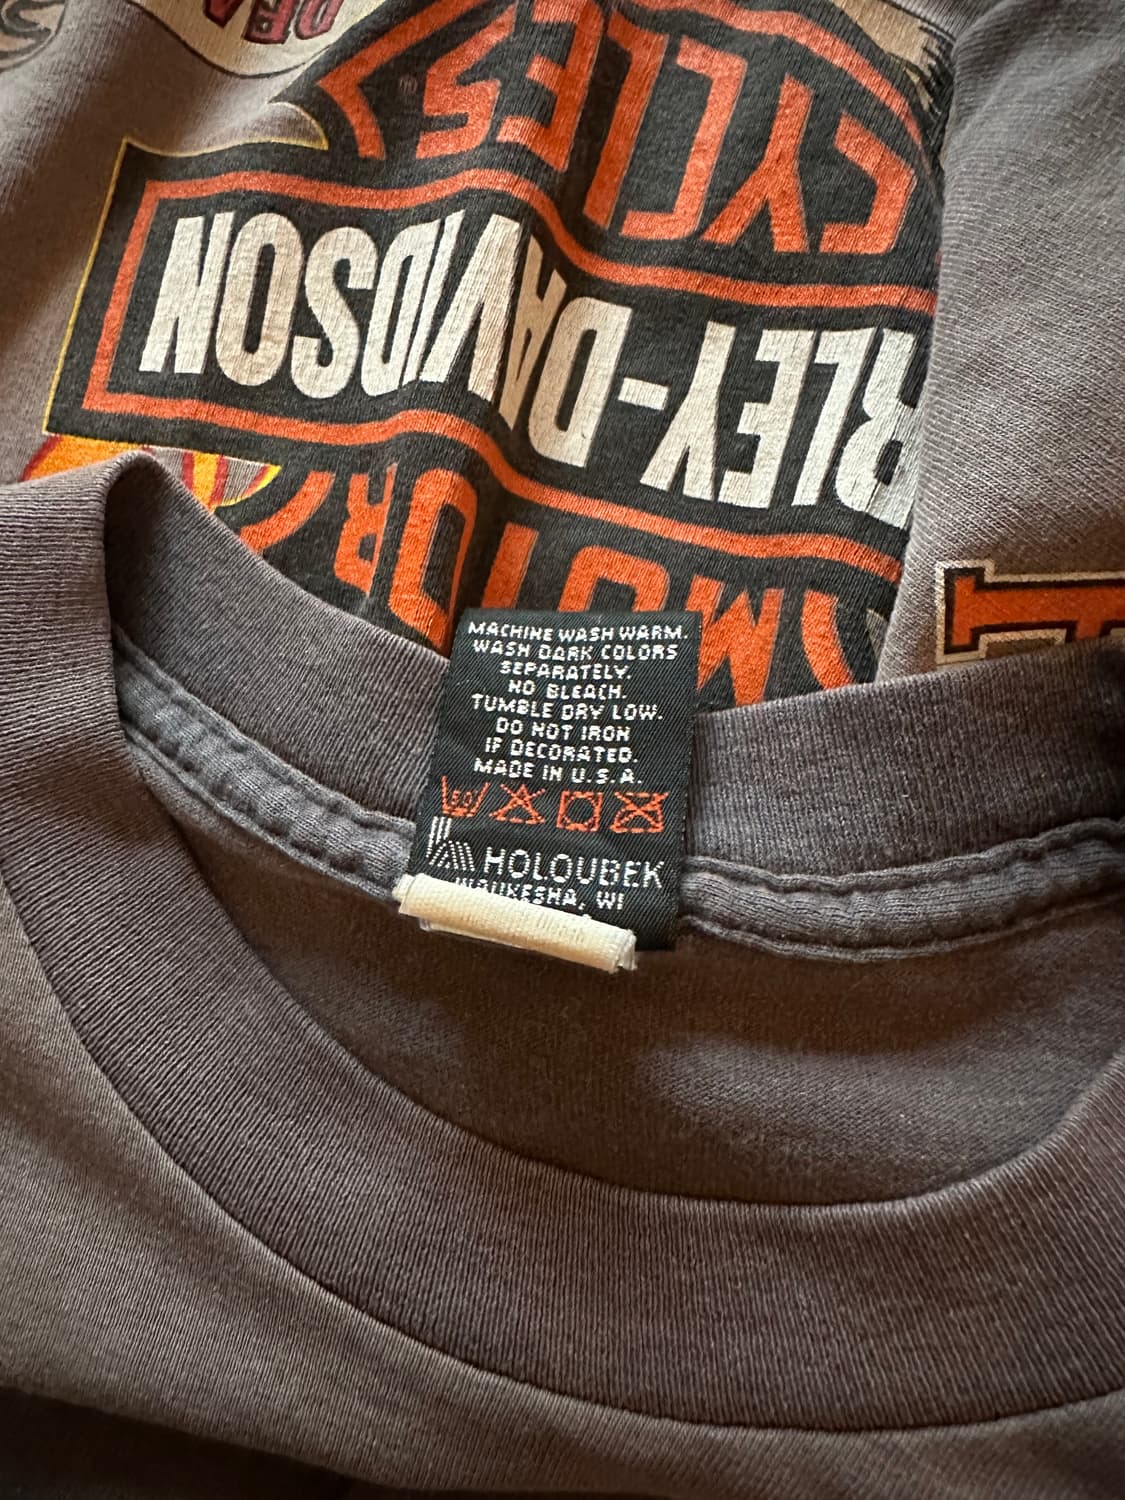 CYCLES
®
RLEY-DAVIDSON
MOTOR
MACHINE WASH WARM.
WASH DARK COLORS
SEPARATELY.
NO BLEACH.
TUMBLE DRY LOW.
DO NOT IRON
IF DECORATED.
MADE IN U.S.A.
HOLOUBEK
WAUKESHA, WI